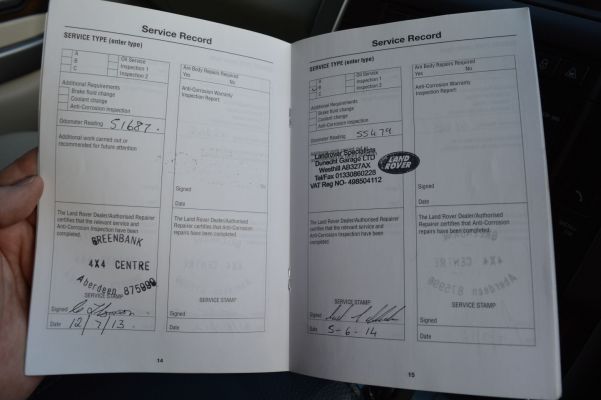 Service Record
SERVICE TYPE (enter type)
A
B
C
Oil Service
Inspection 1
Inspection 2
Additional Requirements
Brake fluid change
Coolant change
Anti-Corrosion inspection
Odometer Reading 51687.
Additional work carried out or
recommended for future attention
The Land Rover Dealer/Authorised Repairer
certifies that the relevant service and
Anti-Corrosion Inspection have been
completed.
GREENBANK
4X4 CENTRE
Aberdeen 875990
SERVICE STAMP
Signed
Date 12/7/13.
Are Body Repairs Required
Yes No
Anti-Corrosion Warranty
Inspection Report:
Signed
Date
The Land Rover Dealer/Authorised
Repairer certifies that Anti-Corrosion
repairs have been completed.
SERVICE STAMP
Signed
Date
14
Service Record
SERVICE TYPE (enter type)
A
B
C
Oil Service
Inspection 1
Inspection 2
Additional Requirements
Brake fluid change
Coolant change
Anti-Corrosion inspection
Odometer Reading 55479
Landrover Specialists
Dunecht Garage LTD
Westhill AB327AX
Tel/Fax 01330860228
VAT Reg NO- 498504112
LAND
ROVER
The Land Rover Dealer/Authorised Repairer
certifies that the relevant service and
Anti-Corrosion Inspection have been
completed.
SERVICE STAMP
Signed
Date 5-6-14
Are Body Repairs Required
Yes No
Anti-Corrosion Warranty
Inspection Report:
Signed
Date
The Land Rover Dealer/Authorised Repairer
certifies that Anti-Corrosion
repairs have been completed.
SERVICE STAMP
Signed
Date
15